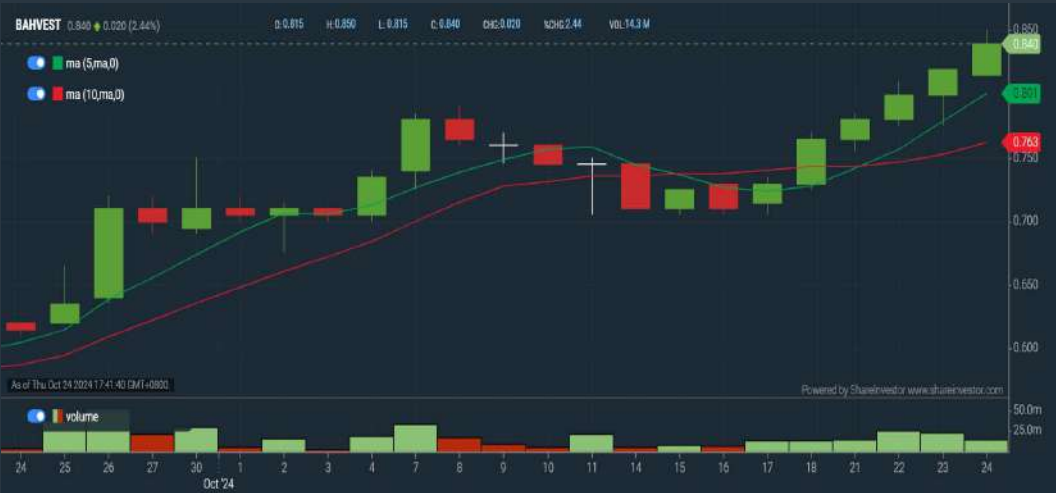 BAHVEST 0.840 0.020 (2.44%) O: 0.815 H: 0.850 L: 0.815 C: 0.840 CHG:0.020 %CHG:2.44 VOL:14.3 M
ma (5,ma,0)
ma (10,ma,0)
0.850
0.840
0.801
0.763
0.750
0.700
0.650
0.600
As of Thu Oct 24 2024 17:41:40 GMT+0800
Powered by ShareInvestor www.shareinvestor.com
volume
50.0m
25.0m
24 25 26 27 30 1 2 3 4 7 8 9 10 11 14 15 16 17 18 21 22 23 24
Oct '24